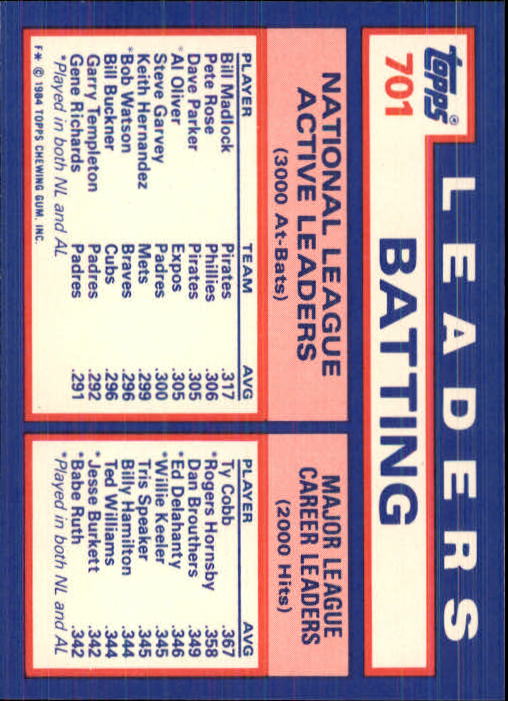 topps®
701
LEADERS
BATTING
NATIONAL LEAGUE
ACTIVE LEADERS
(3000 At-Bats)
PLAYER TEAM AVG
Bill Madlock Pirates .317
Pete Rose Phillies .306
Dave Parker Pirates .305
*Al Oliver Expos .305
Steve Garvey Padres .300
Keith Hernandez Mets .299
*Bob Watson Braves .296
Bill Buckner Cubs .296
Garry Templeton Padres .292
Gene Richards Padres .291
*Played in both NL and AL
F* © 1984 TOPPS CHEWING GUM, INC.
MAJOR LEAGUE
CAREER LEADERS
(2000 Hits)
PLAYER AVG
Ty Cobb .367
*Rogers Hornsby .358
Dan Brouthers .349
*Ed Delahanty .346
*Willie Keeler .345
Tris Speaker .345
Billy Hamilton .344
Ted Williams .344
*Jesse Burkett .342
*Babe Ruth .342
*Played in both NL and AL